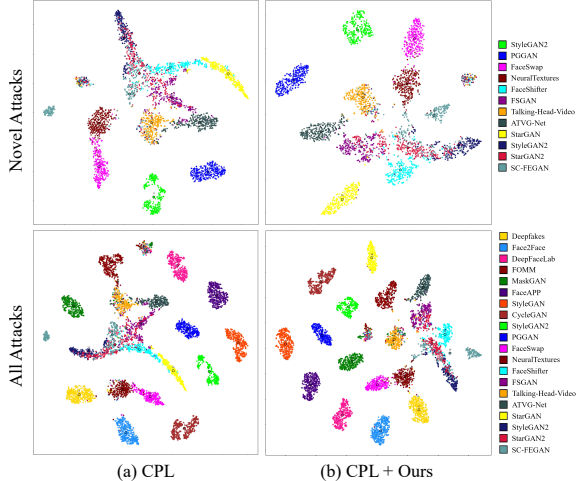 Novel Attacks
StyleGAN2
PGGAN
FaceSwap
NeuralTextures
FaceShifter
FSGAN
Talking-Head-Video
ATVG-Net
StarGAN
StyleGAN2
StarGAN2
SC-FEGAN
All Attacks
Deepfakes
Face2Face
DeepFaceLab
FOMM
MaskGAN
FaceAPP
StyleGAN
CycleGAN
StyleGAN2
PGGAN
FaceSwap
NeuralTextures
FaceShifter
FSGAN
Talking-Head-Video
ATVG-Net
StarGAN
StyleGAN2
StarGAN2
SC-FEGAN
(a) CPL
(b) CPL + Ours